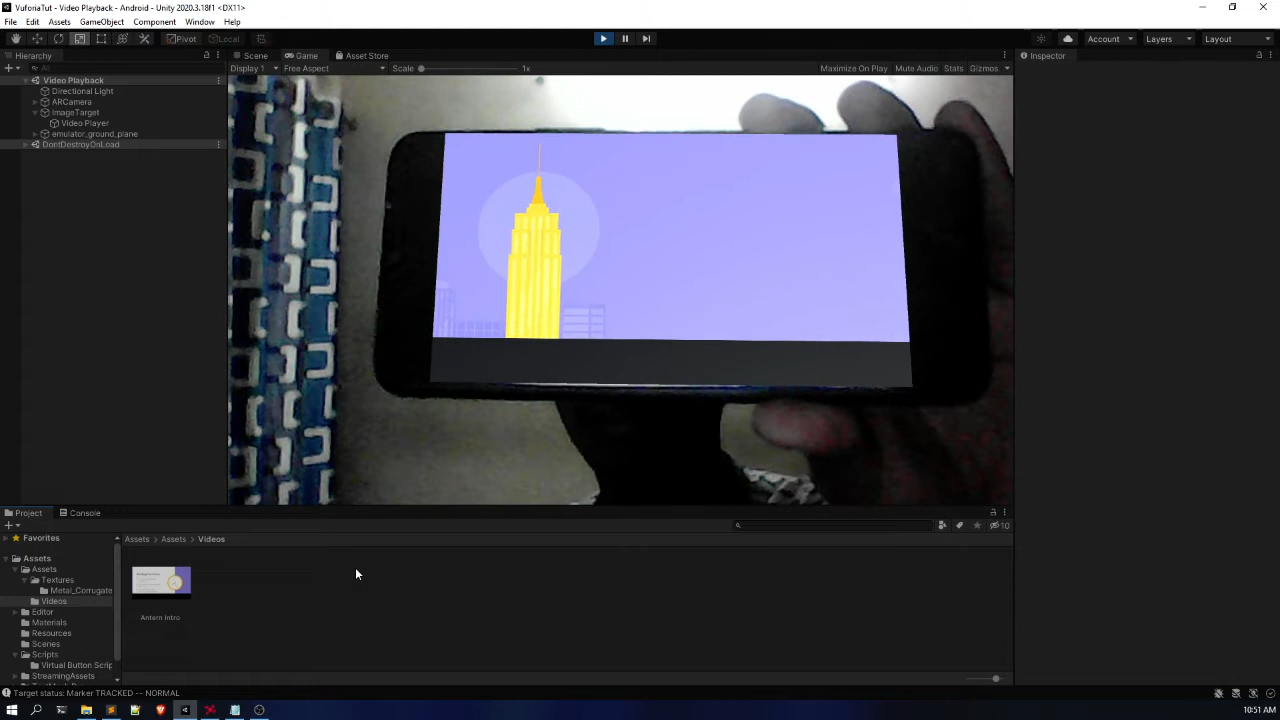 VuforiaTut - Video Playback - Android - Unity 2020.3.18f1 <DX11>
File Edit Assets GameObject Component Window Help
Pivot Local Account Layers Layout
Hierarchy Scene Game Asset Store Inspector
All Display 1 Free Aspect Scale 1x Maximize On Play Mute Audio Stats Gizmos
Video Playback
Directional Light
ARCamera
ImageTarget
Video Player
emulator_ground_plane
DontDestroyOnLoad
Project Console
10
Favorites
Assets > Assets > Videos
Assets
Assets
Textures
Metal_Corrugate
Videos
Editor
Materials
Resources
Scenes
Scripts
Virtual Button Scrip
StreamingAssets
Antern Intro
Target status: Marker TRACKED -- NORMAL
10:51 AM